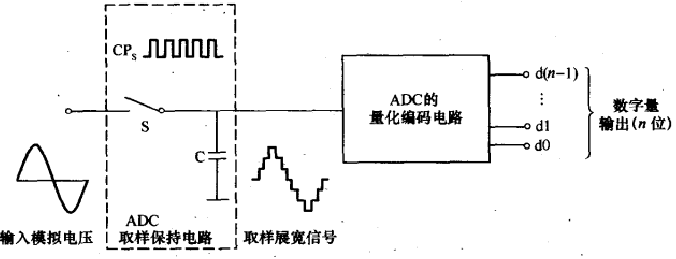 CPs
S
C
ADC
取样保持电路
输入模拟电压
取样展宽信号
ADC的
量化编码电路
d(n-1)
⋮
d1
d0
数字量
输出(n 位)